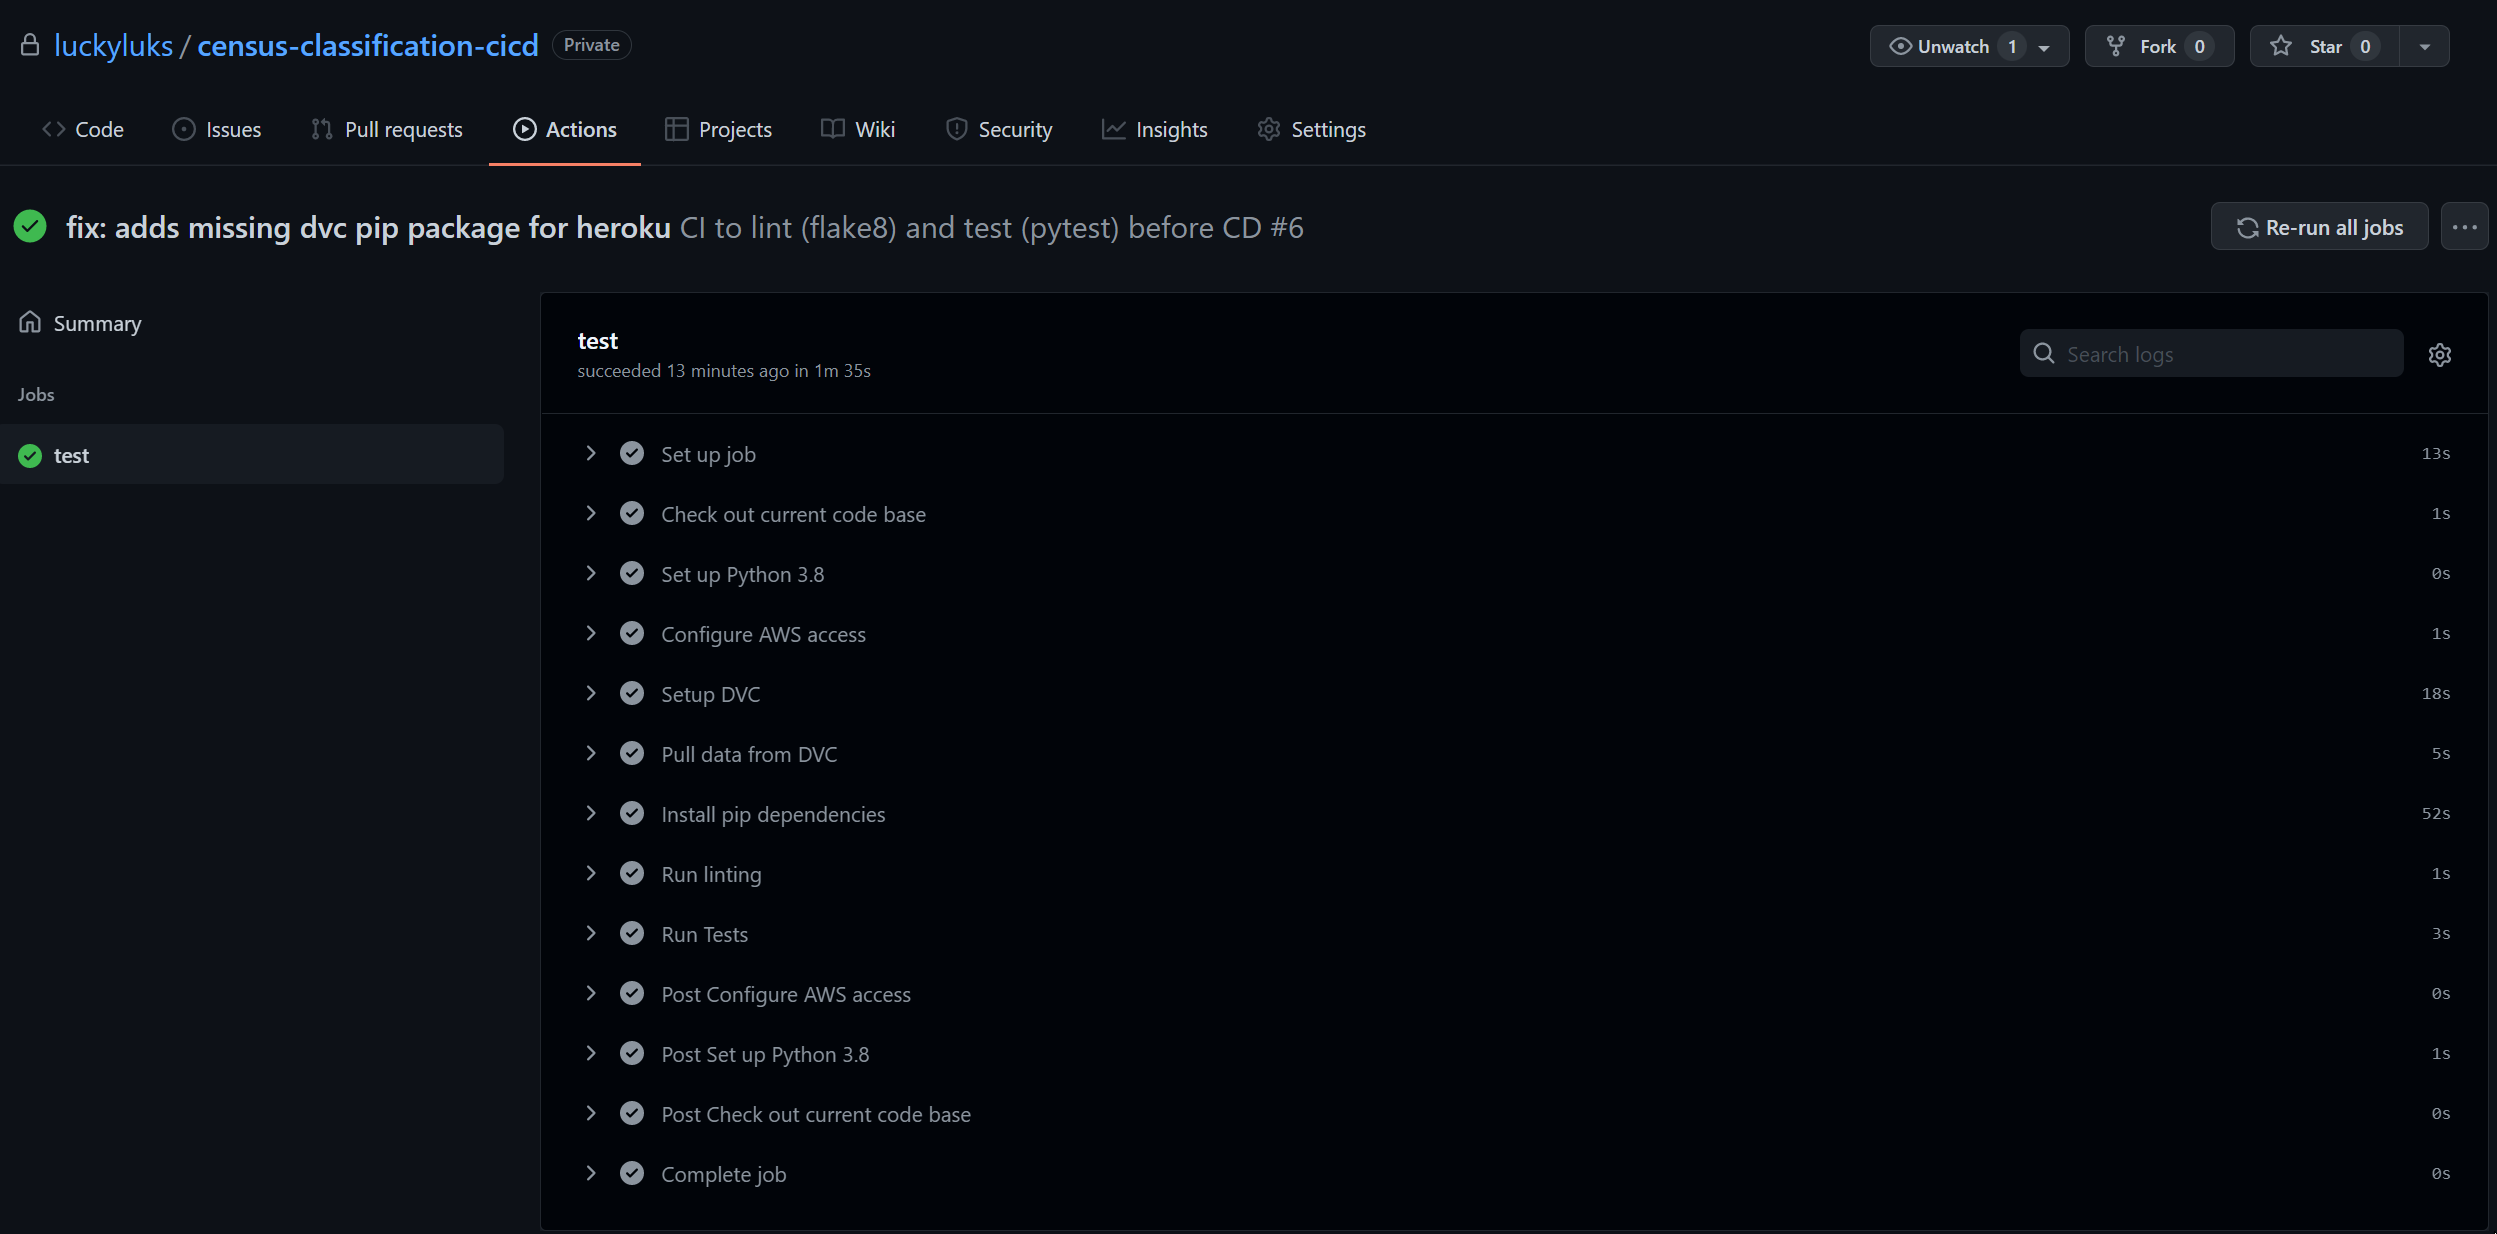 luckyluks / census-classification-cicd Private Unwatch 1 Fork 0 Star 0
Code Issues Pull requests Actions Projects Wiki Security Insights Settings
fix: adds missing dvc pip package for heroku CI to lint (flake8) and test (pytest) before CD #6 Re-run all jobs
Summary
Jobs
test
test
succeeded 13 minutes ago in 1m 35s
Search logs
Set up job 13s
Check out current code base 1s
Set up Python 3.8 0s
Configure AWS access 1s
Setup DVC 18s
Pull data from DVC 5s
Install pip dependencies 52s
Run linting 1s
Run Tests 3s
Post Configure AWS access 0s
Post Set up Python 3.8 1s
Post Check out current code base 0s
Complete job 0s